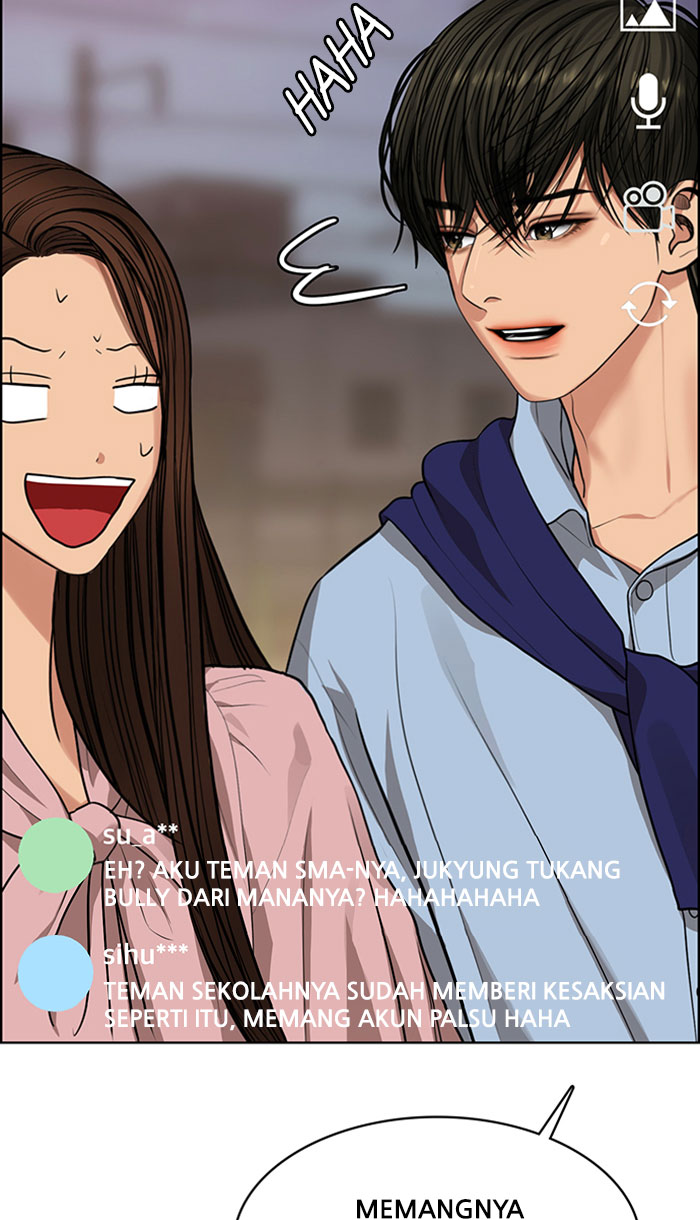 HAHA
su_a**
EH? AKU TEMAN SMA-NYA, JUKYUNG TUKANG
BULLY DARI MANANYA? HAHAHAHAHA
sihu***
TEMAN SEKOLAHNYA SUDAH MEMBERI KESAKSIAN
SEPERTI ITU, MEMANG AKUN PALSU HAHA
MEMANGNYA